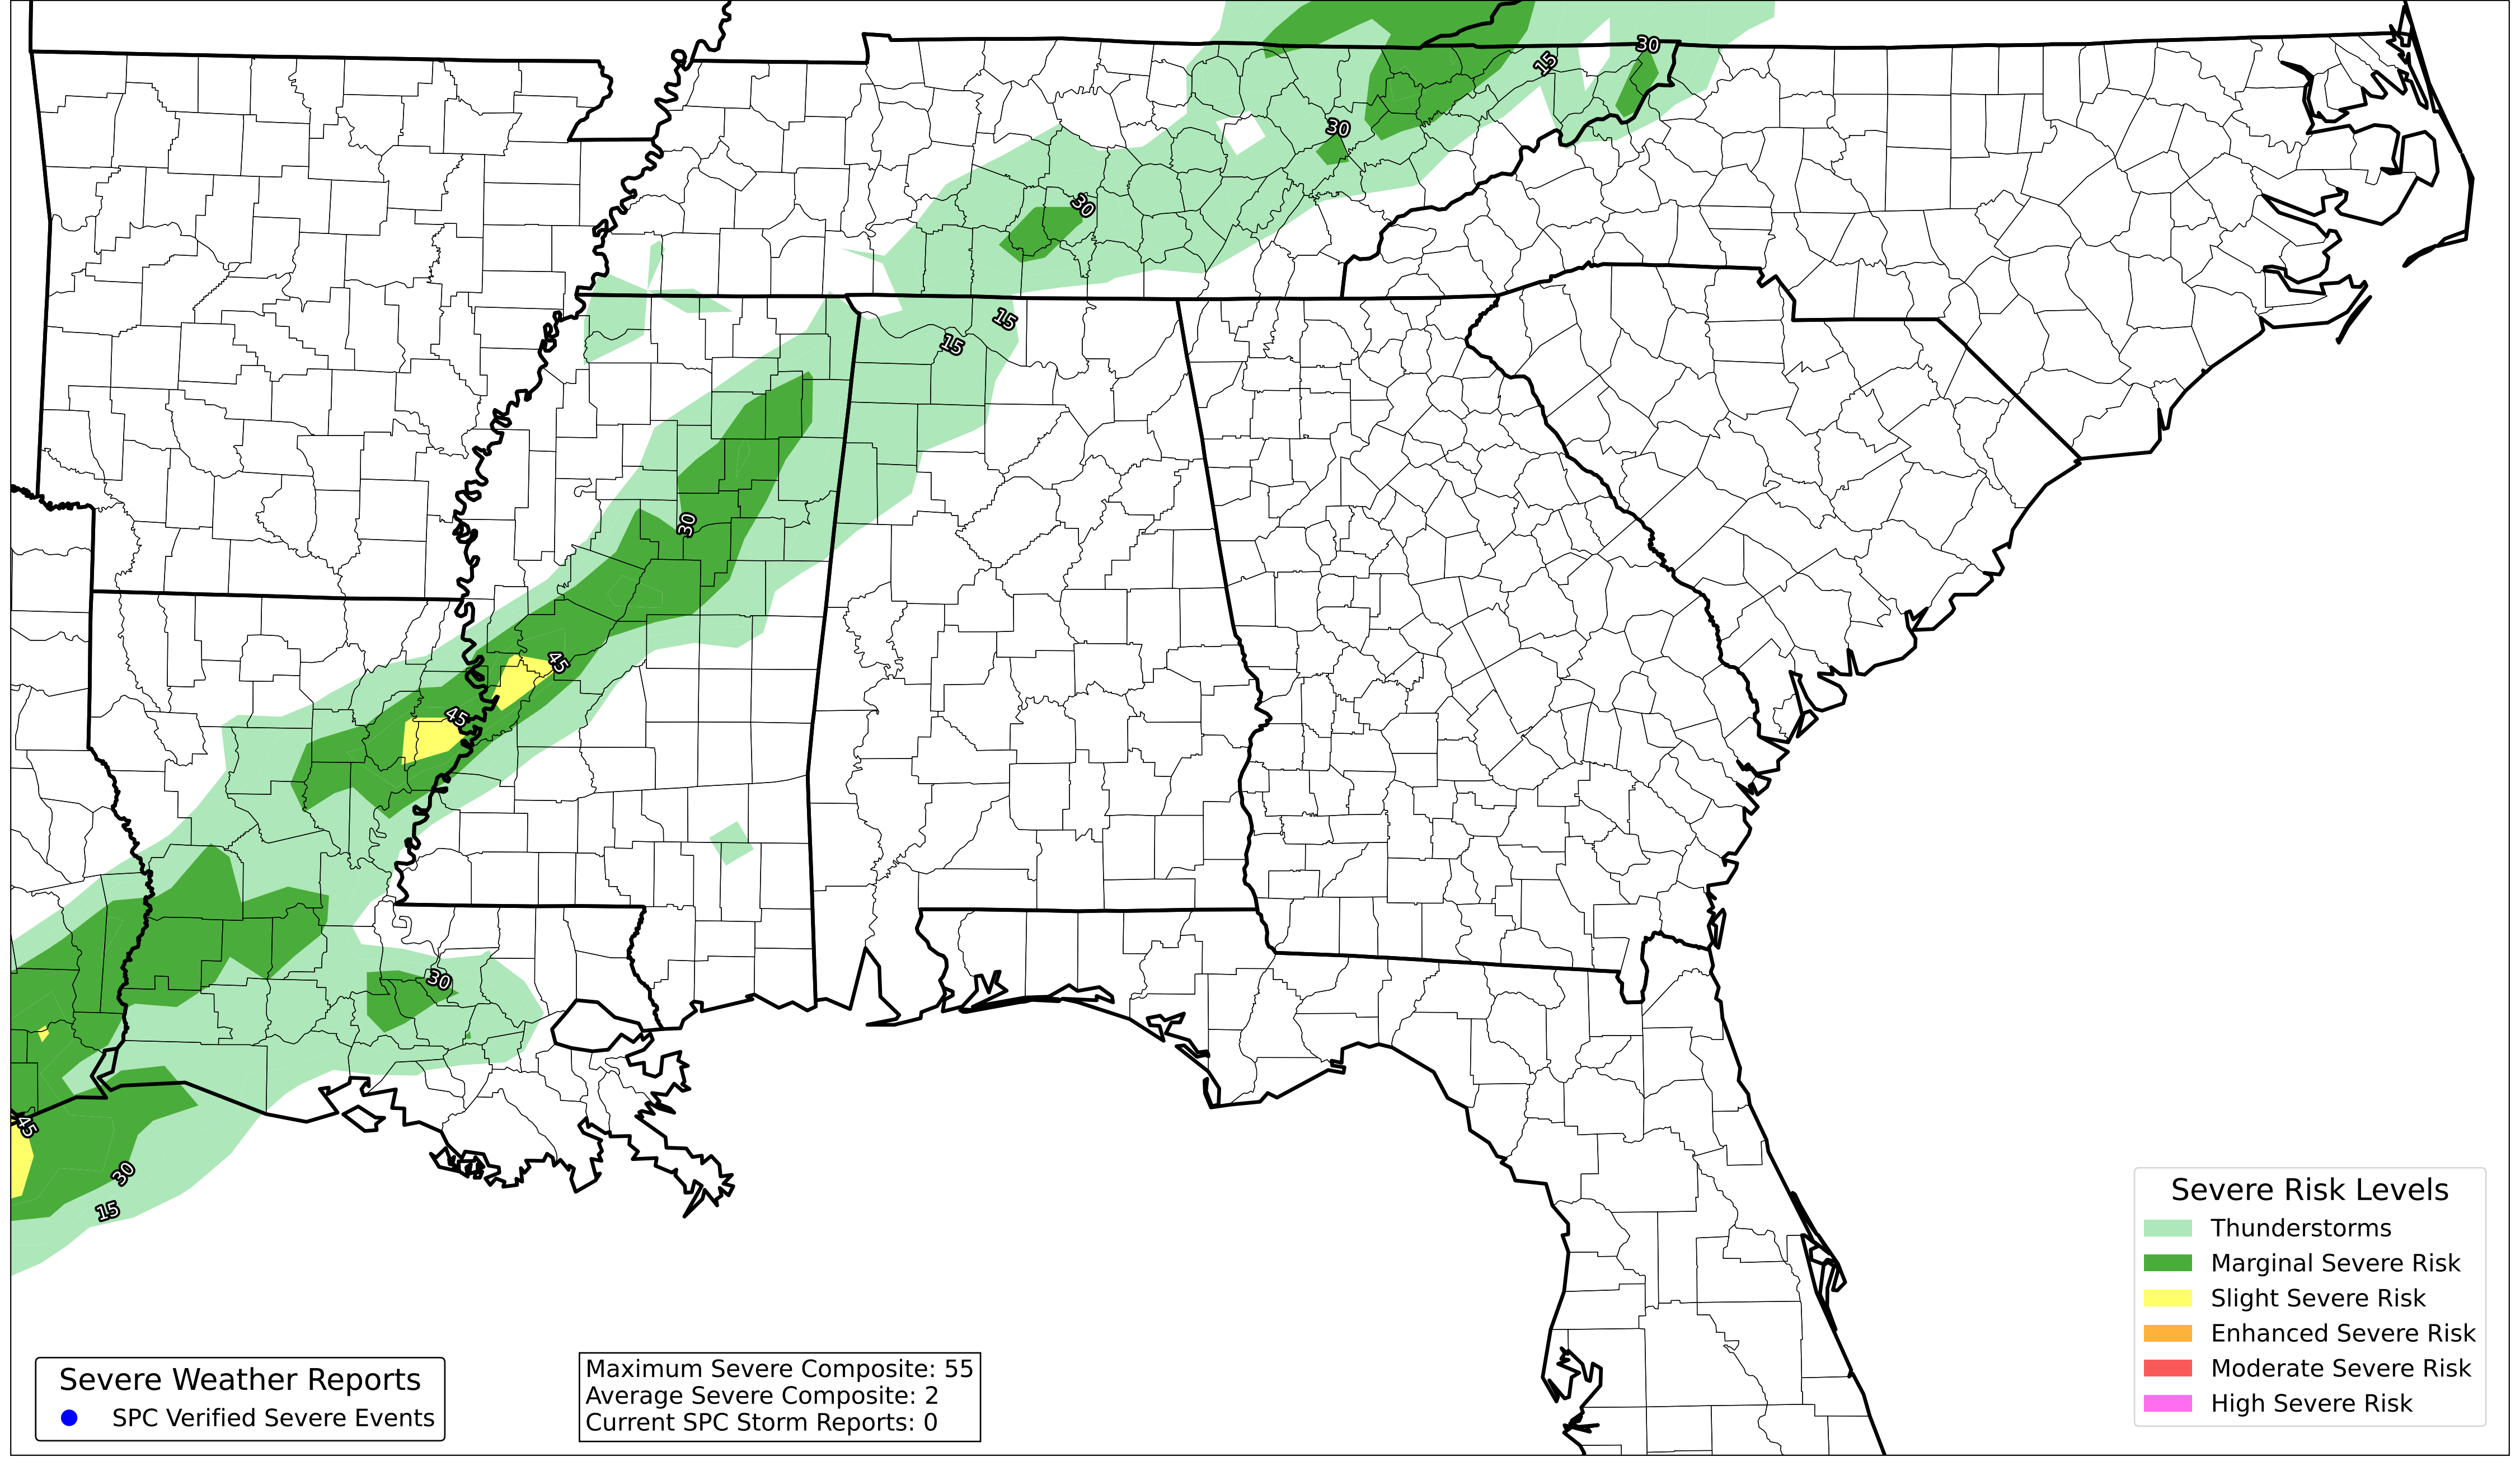 30
15
30
30
15
15
30
45
45
30
45
30
15
Severe Risk Levels
Thunderstorms
Marginal Severe Risk
Slight Severe Risk
Enhanced Severe Risk
Moderate Severe Risk
High Severe Risk
Severe Weather Reports
SPC Verified Severe Events
Maximum Severe Composite: 55
Average Severe Composite: 2
Current SPC Storm Reports: 0